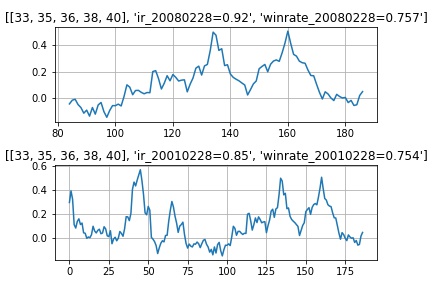 [[33, 35, 36, 38, 40], 'ir_20080228=0.92', 'winrate_20080228=0.757']
0.4
0.2
0.0
80 100 120 140 160 180
[[33, 35, 36, 38, 40], 'ir_20010228=0.85', 'winrate_20010228=0.754']
0.6
0.4
0.2
0.0
0 25 50 75 100 125 150 175